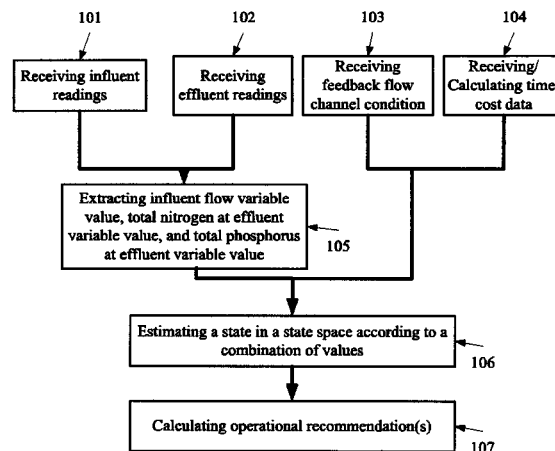 101
102
103
104
Receiving influent
readings
Receiving
effluent readings
Receiving
feedback flow
channel condition
Receiving/
Calculating time
cost data
Extracting influent flow variable
value, total nitrogen at effluent
variable value, and total phosphorus
at effluent variable value
105
Estimating a state in a state space according to a
combination of values
106
Calculating operational recommendation(s)
107